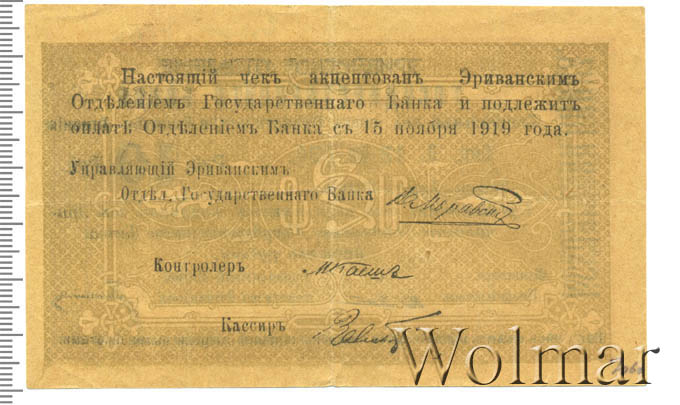 Настоящій чекъ акцептованъ Эриванскимъ
Отдѣленіемъ Государственнаго Банка и подлежитъ
оплатѣ Отдѣленіемъ Банка съ 15 ноября 1919 года.
Управляющій Эриванскимъ
Отдѣл. Государственнаго Банка
Контролеръ
Кассиръ
Wolmar